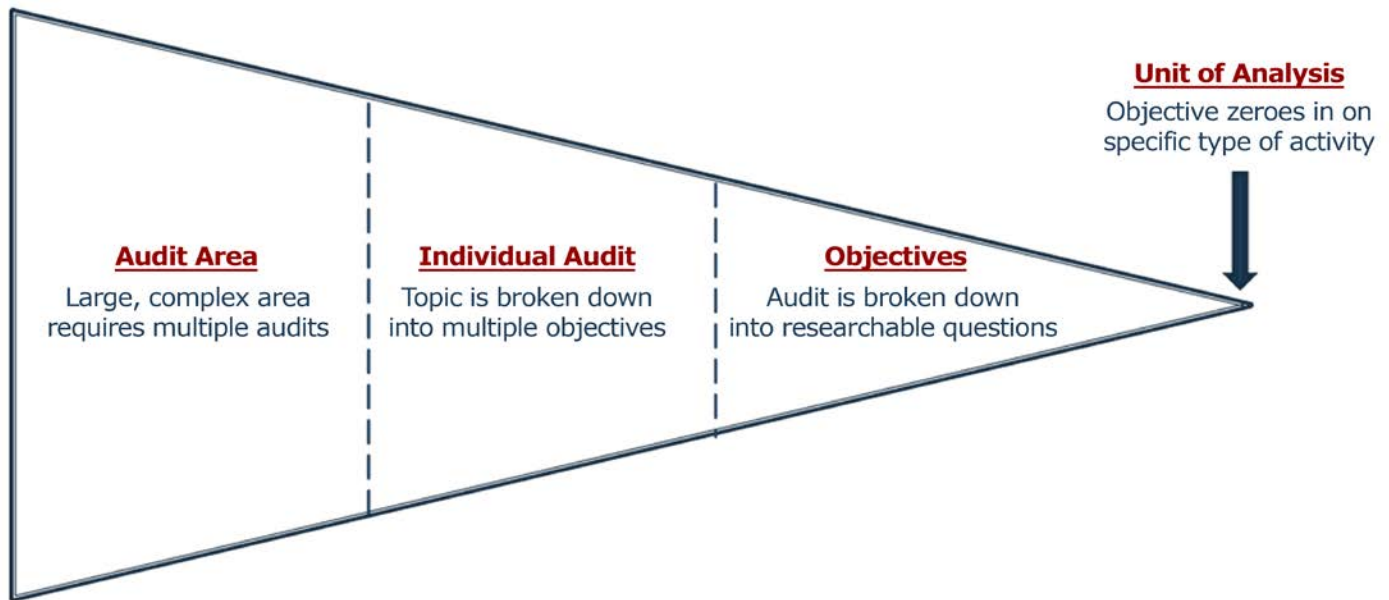 Unit of Analysis
Objective zeroes in on
specific type of activity
Audit Area
Large, complex area
requires multiple audits
Individual Audit
Topic is broken down
into multiple objectives
Objectives
Audit is broken down
into researchable questions